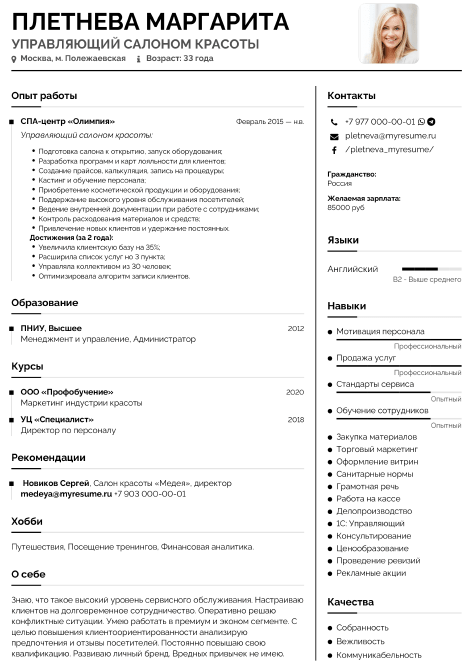 ПЛЕТНЕВА МАРГАРИТА
УПРАВЛЯЮЩИЙ САЛОНОМ КРАСОТЫ
Москва, м. Полежаевская Возраст: 33 года
Опыт работы
СПА-центр «Олимпия» Февраль 2015 — н.в.
Управляющий салоном красоты:
Подготовка салона к открытию, запуск оборудования;
Разработка программ и карт лояльности для клиентов;
Создание прайсов, калькуляция, запись на процедуры;
Кастинг и обучение персонала;
Приобретение косметической продукции и оборудования;
Поддержание высокого уровня обслуживания посетителей;
Ведение внутренней документации при работе с сотрудниками;
Контроль расходования материалов и средств;
Привлечение новых клиентов и удержание постоянных.
Достижения (за 2 года):
Увеличила клиентскую базу на 35%;
Расширила список услуг но 3 пункта;
Управляла коллективом из 30 человек;
Оптимизировала алгоритм записи клиентов.
Образование
ПНИУ, Высшее 2012
Менеджмент и управление, Администратор
Курсы
ООО «Профобучение» 2020
Маркетинг индустрии красоты
УЦ «Специалист» 2018
Директор по персоналу
Рекомендации
Новиков Сергей, Салон красоты «Медея», директор
medeya@myresume.ru +7 903 000-00-01
Хобби
Путешествия, Посещение тренингов, Финансовая аналитика.
О себе
Знаю, что такое высокий уровень сервисного обслуживания. Настраиваю
клиентов на долговременное сотрудничество. Оперативно решаю
конфликтные ситуации. Умею работать в премиум и эконом сегменте. С
целью повышения клиентоориентированности анализирую
предпочтения и отзывы посетителей. Постоянно повышаю свою
квалификацию. Развиваю личный бренд. Вредных привычек не имею.
Контакты
+7 977 000-00-01
pletneva@myresume.ru
/pletneva_myresume/
Гражданство:
Россия
Желаемая зарплата:
85000 руб
Языки
Английский
B2 - Выше среднего
Навыки
Мотивация персонала
Профессиональный
Продажа услуг
Профессиональный
Стандарты сервиса
Опытный
Обучение сотрудников
Опытный
Закупка материалов
Торговый маркетинг
Оформление витрин
Санитарные нормы
Грамотная речь
Работа на кассе
Делопроизводство
1С: Управляющий
Консультирование
Ценообразование
Проведение ревизий
Рекламные акции
Качества
Собранность
Вежливость
Коммуникабельность